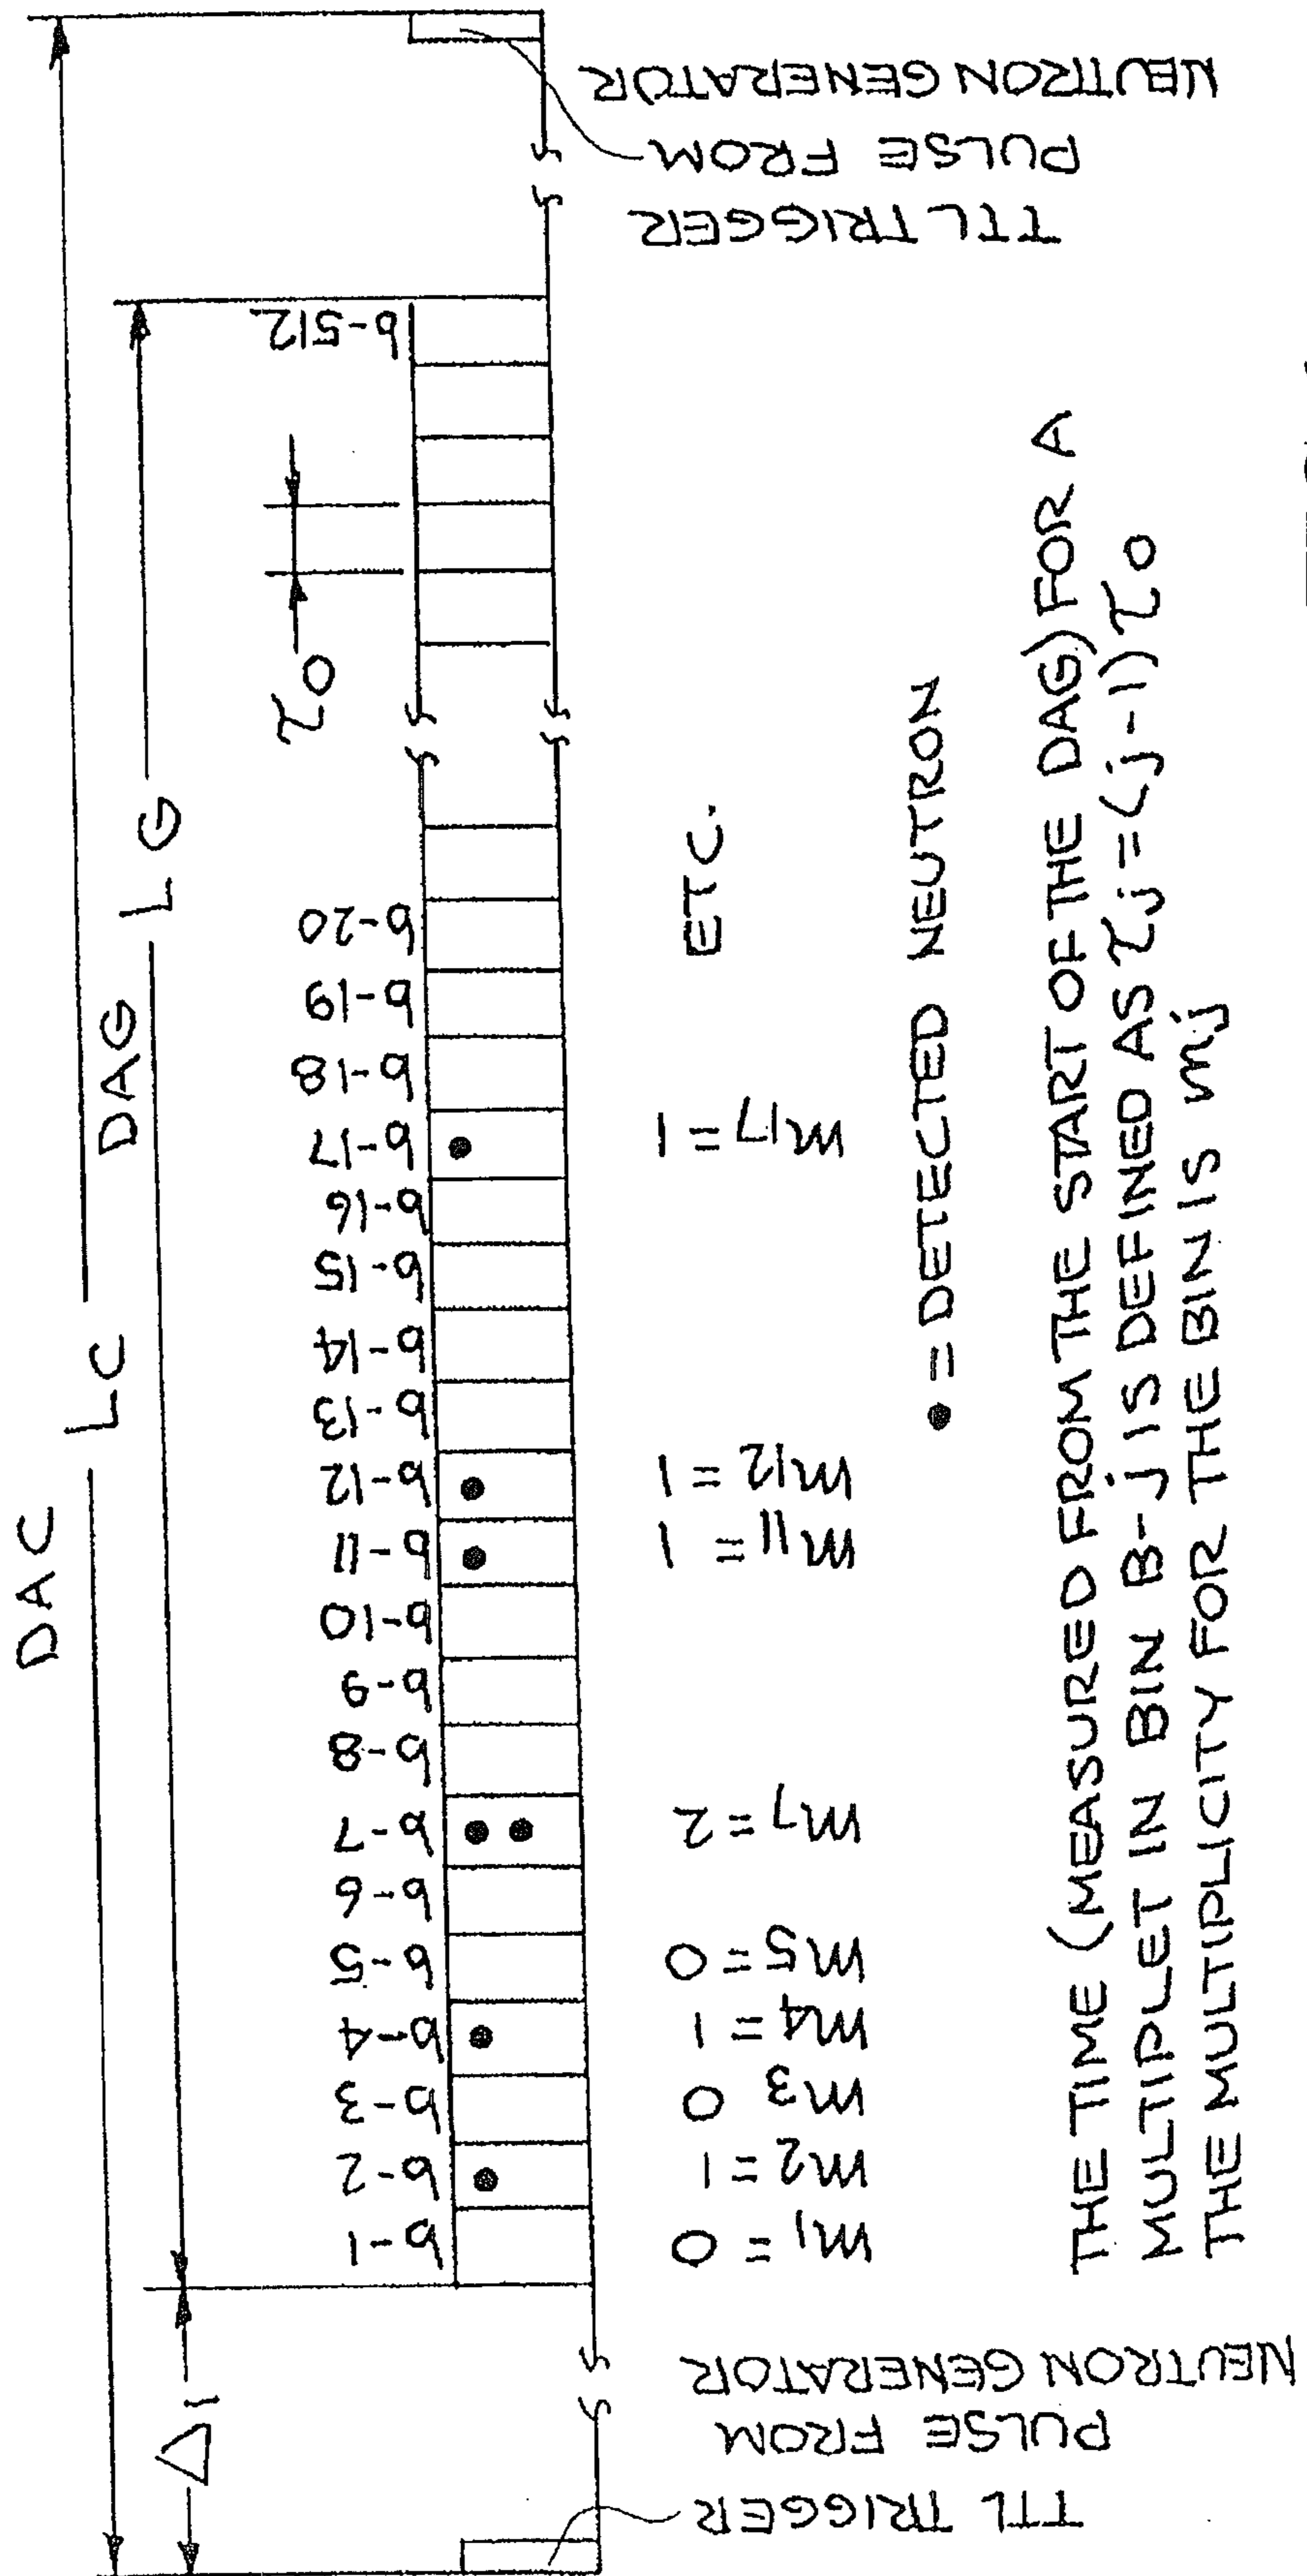 DAC
LC
DAG
LG
Δ1
τo
b-1
b-2
b-3
b-4
b-5
b-6
b-7
b-8
b-9
b-10
b-11
b-12
b-13
b-14
b-15
b-16
b-17
b-18
b-19
b-20
b-512
m1 = 0
m2 = 1
m3 0
m4 = 1
m5 = 0
m7 = 2
m11 = 1
m12 = 1
m17 = 1
ETC.
TTL TRIGGER
PULSE FROM
NEUTRON GENERATOR
TTL TRIGGER
PULSE FROM
NEUTRON GENERATOR
● = DETECTED NEUTRON
THE TIME (MEASURED FROM THE START OF THE DAG) FOR A
MULTIPLET IN BIN B-j IS DEFINED AS τj = (j-1) τo
THE MULTIPLICITY FOR THE BIN IS mj